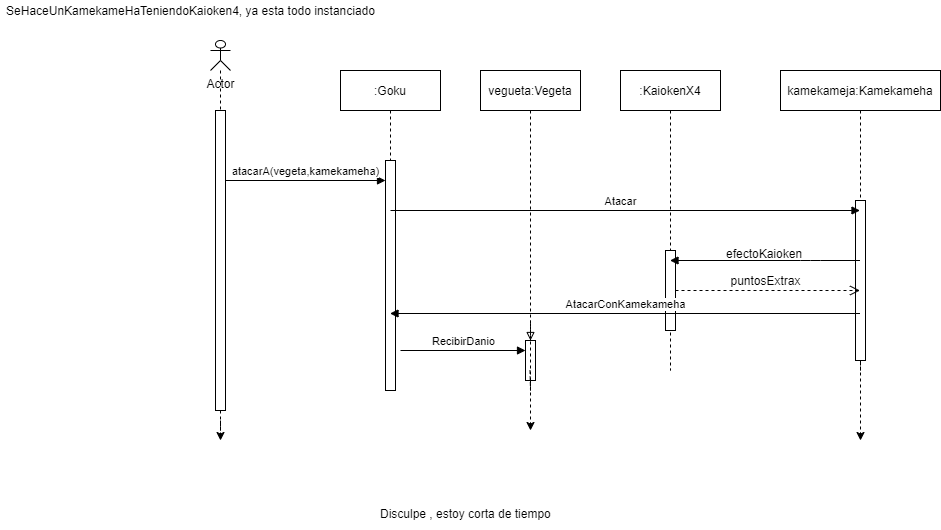 SeHaceUnKamekameHaTeniendoKaioken4, ya esta todo instanciado
Actor
:Goku
vegueta:Vegeta
:KaiokenX4
kamekameja:Kamekameha
atacarA(vegeta,kamekameha)
Atacar
efectoKaioken
puntosExtrax
AtacarConKamekameha
RecibirDanio
Disculpe , estoy corta de tiempo